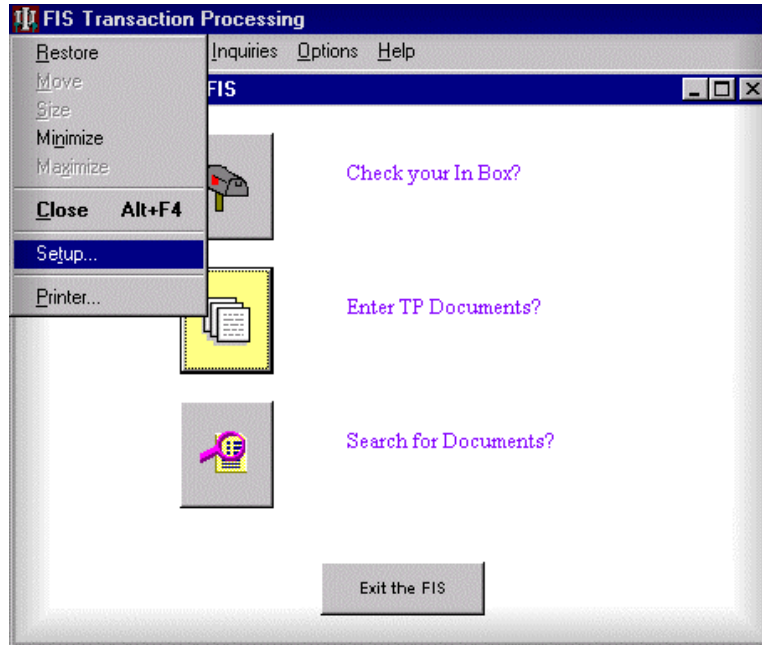 FIS Transaction Processing
Restore
Inquiries Options Help
Move
FIS
Size
Minimize
Maximize
Check your In Box?
Close Alt+F4
Setup...
Printer...
Enter TP Documents?
Search for Documents?
Exit the FIS